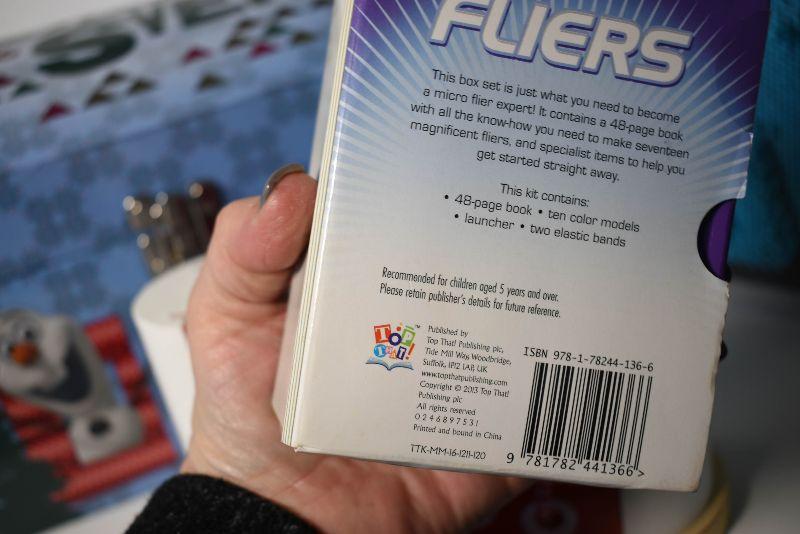 STEP
FLIERS
This box set is just what you need to become
a micro flier expert! It contains a 48-page book
with all the know-how you need to make seventeen
magnificent fliers, and specialist items to help you
get started straight away.
This kit contains:
• 48-page book • ten color models
• launcher • two elastic bands
Recommended for children aged 5 years and over.
Please retain publisher's details for future reference.
TOP THAT!™
Published by
Top That! Publishing plc,
Tide Mill Way, Woodbridge,
Suffolk, IP12 1AP, UK
www.topthatpublishing.com
Copyright © 2013 Top That!
Publishing plc
All rights reserved
0 2 4 6 8 9 7 5 3 1
Printed and bound in China
TTK-MM-16-1211-120
ISBN 978-1-78244-136-6
9 781782 441366 >